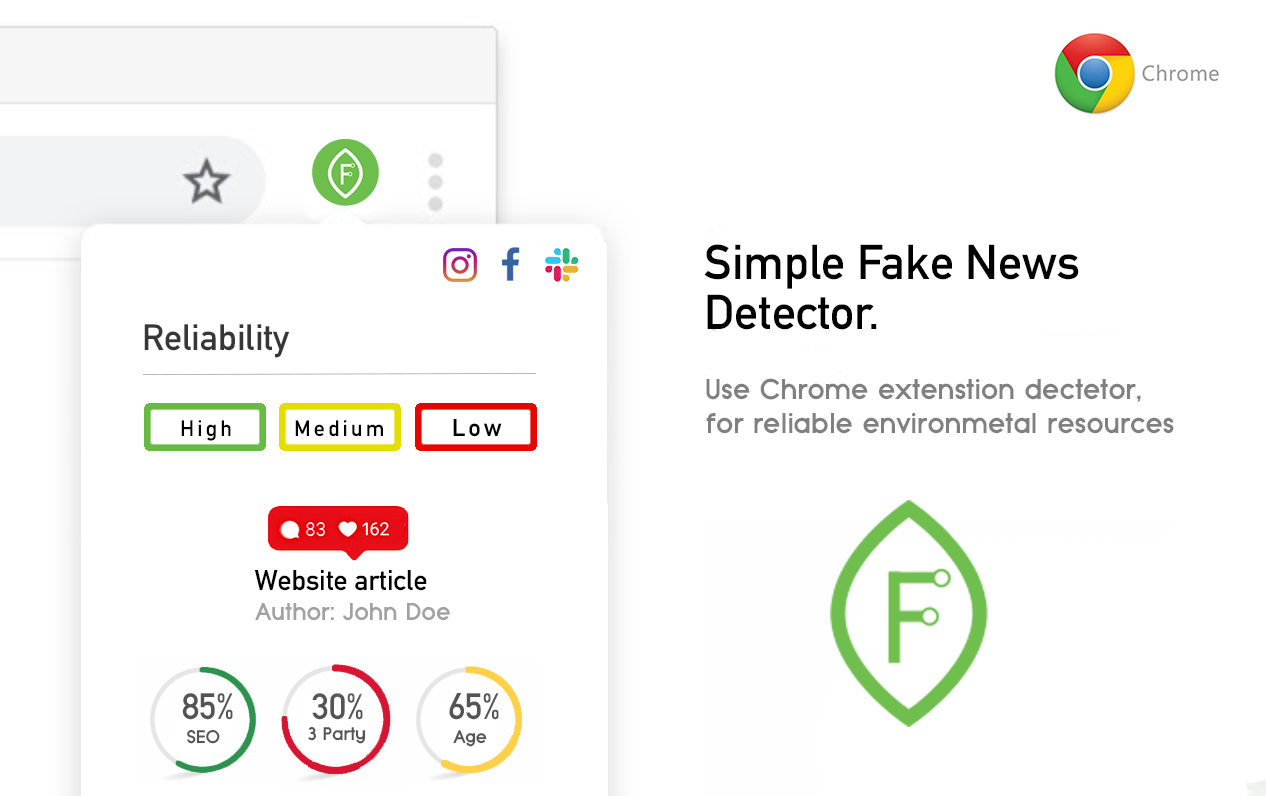 Chrome
F
Simple Fake News
Detector.
Use Chrome extenstion dectetor,
for reliable environmetal resources
F
Reliability
High
Medium
Low
83 162
Website article
Author: John Doe
85%
SEO
30%
3 Party
65%
Age